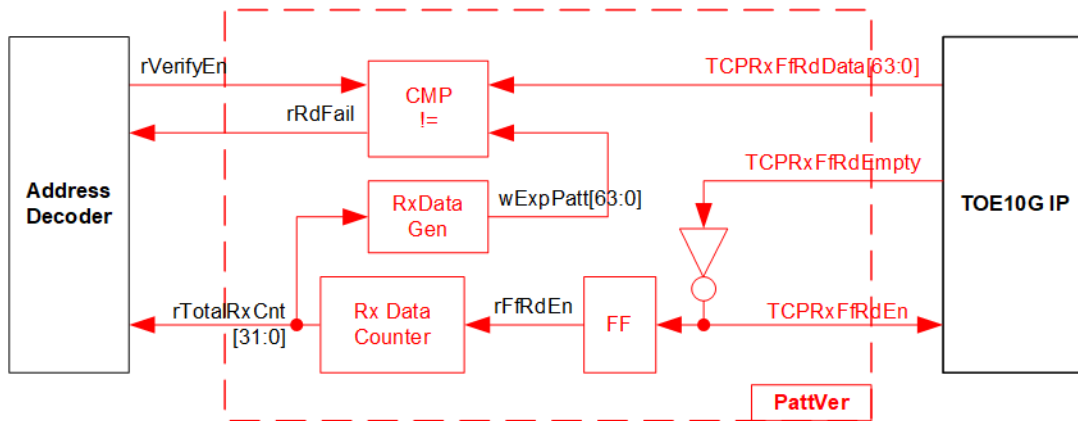 rVerifyEn
TCPRxFfRdData[63:0]
CMP
!=
rRdFail
TCPRxFfRdEmpty
Address
Decoder
RxData
Gen
wExpPatt[63:0]
TOE10G IP
rTotalRxCnt
[31:0]
Rx Data
Counter
rFfRdEn
FF
TCPRxFfRdEn
PattVer